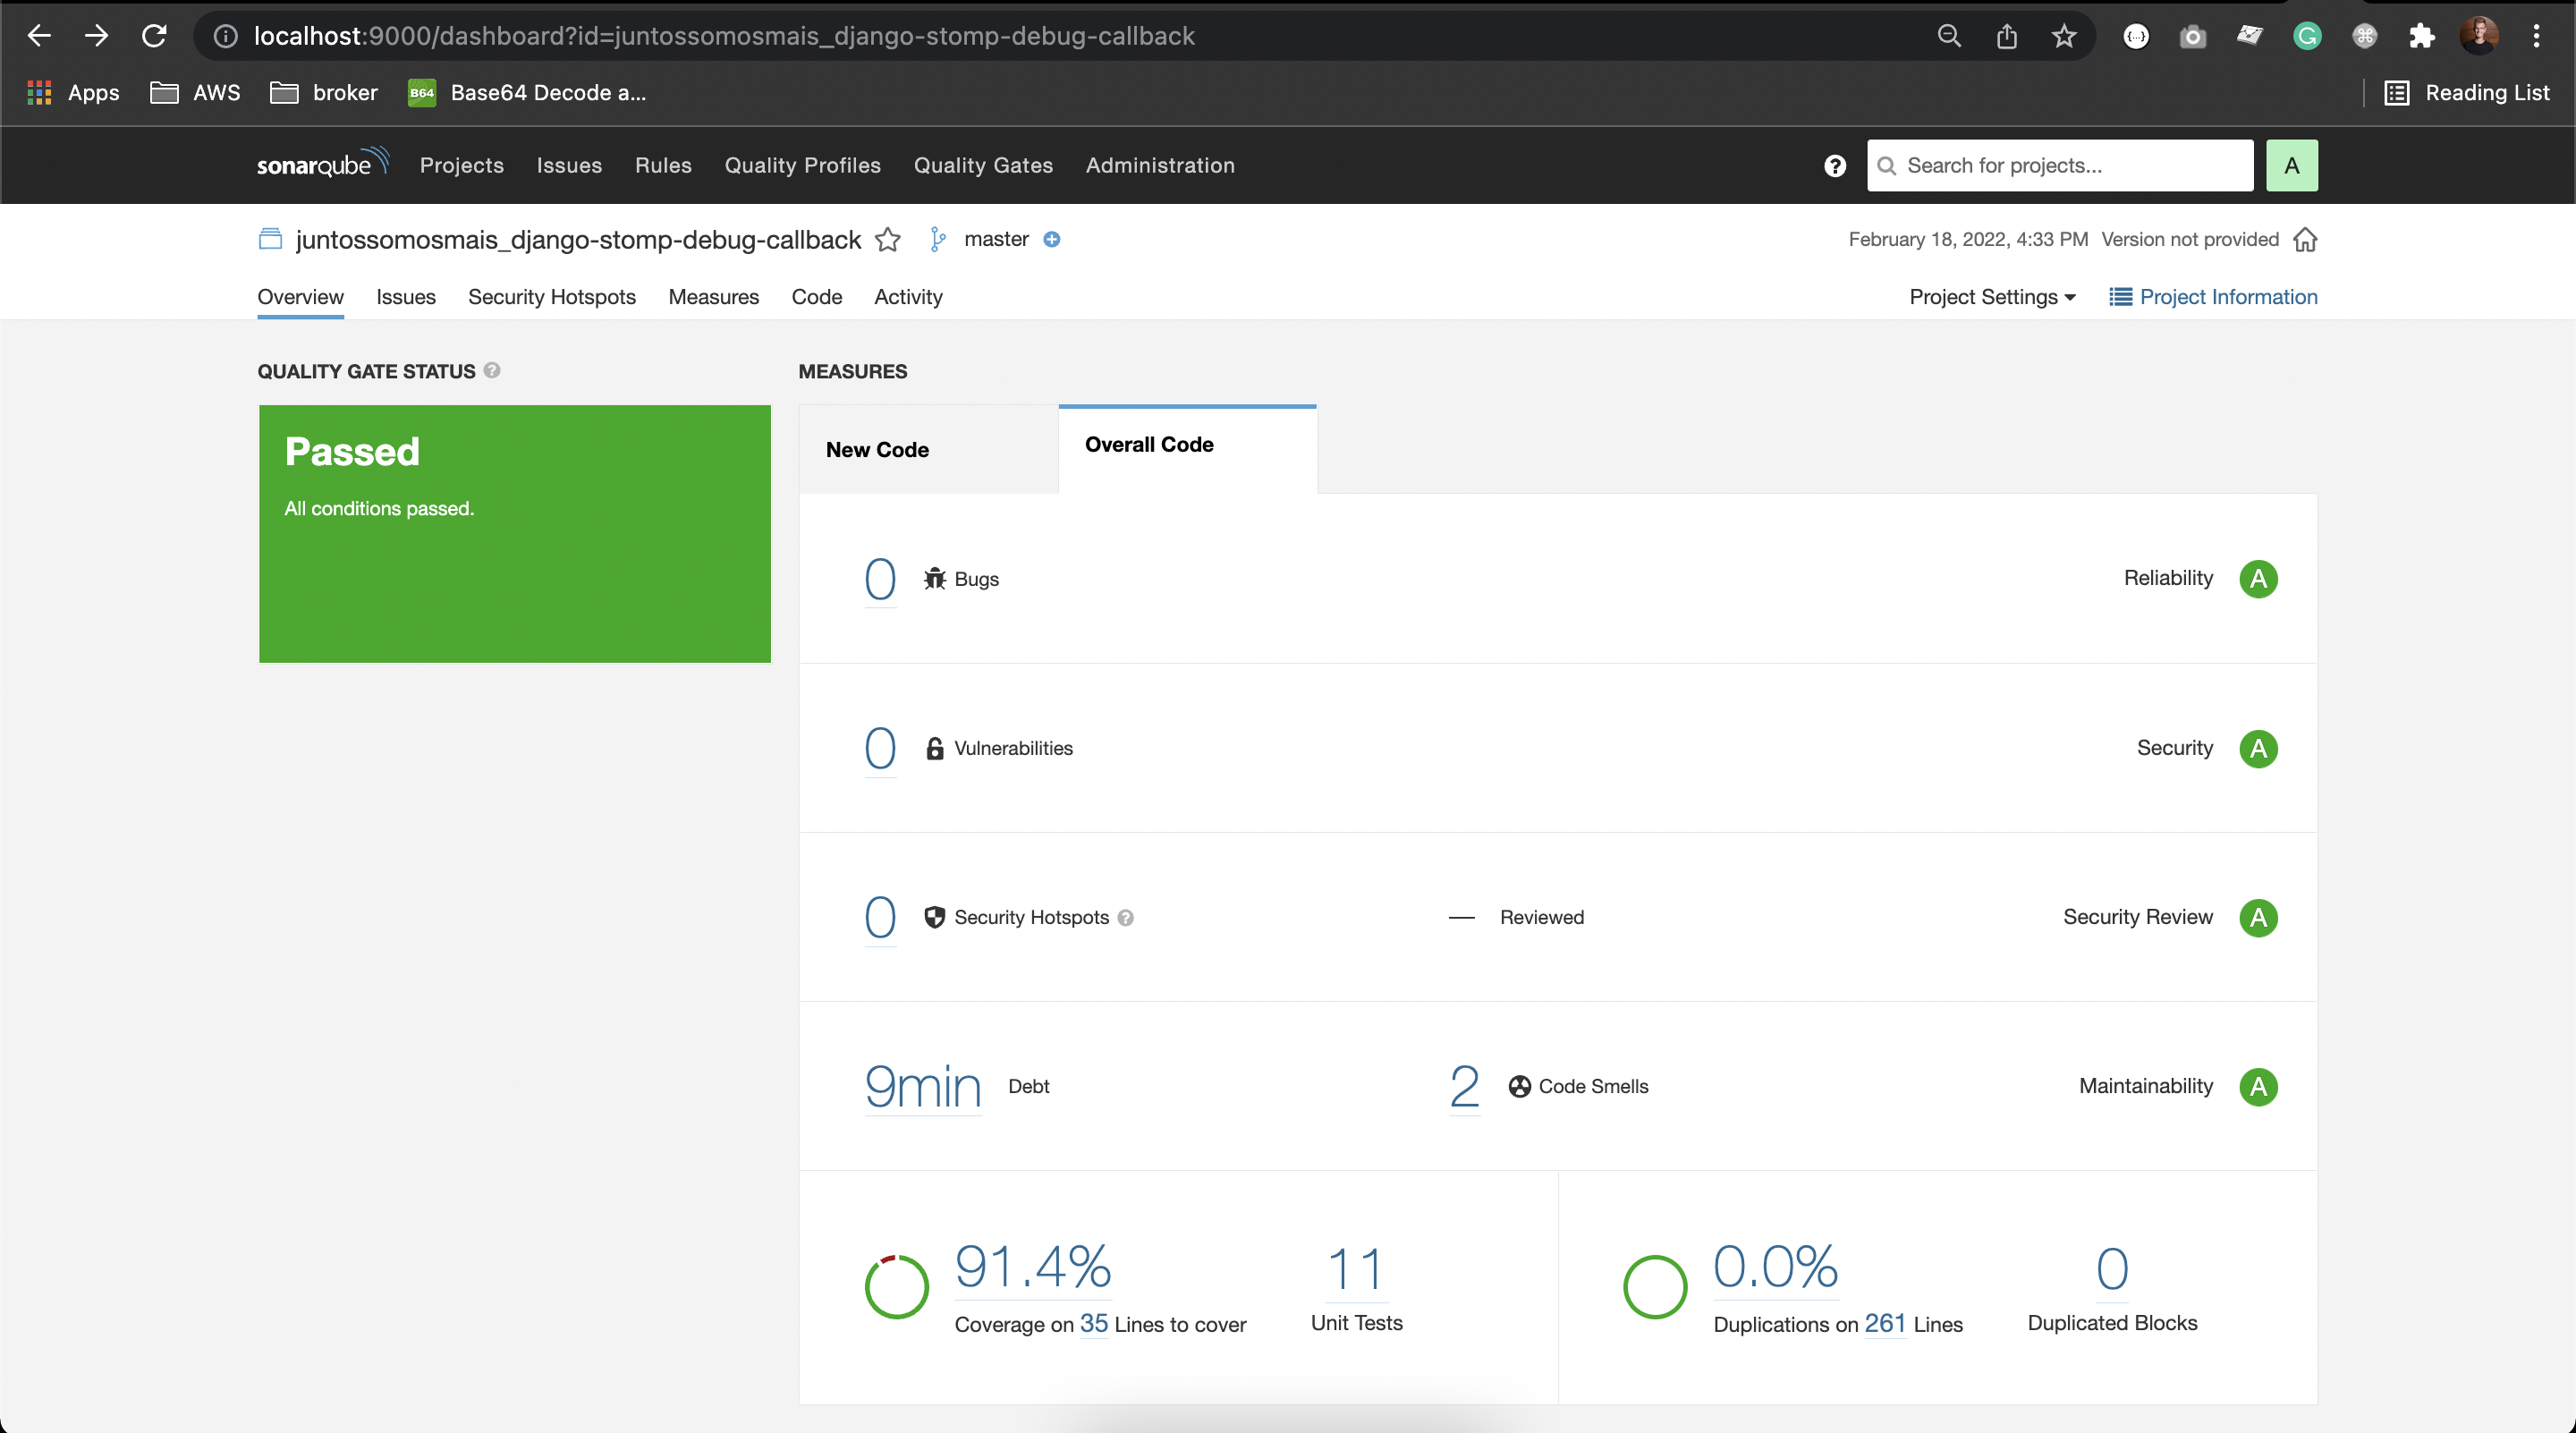 localhost:9000/dashboard?id=juntossomosmais_django-stomp-debug-callback
Apps AWS broker B64 Base64 Decode a... Reading List
sonarqube Projects Issues Rules Quality Profiles Quality Gates Administration Search for projects... A
juntossomosmais_django-stomp-debug-callback master February 18, 2022, 4:33 PM Version not provided
Overview Issues Security Hotspots Measures Code Activity Project Settings Project Information
QUALITY GATE STATUS MEASURES
Passed
All conditions passed.
New Code Overall Code
0 Bugs Reliability A
0 Vulnerabilities Security A
0 Security Hotspots — Reviewed Security Review A
9min Debt 2 Code Smells Maintainability A
91.4% 11 0.0% 0
Coverage on 35 Lines to cover Unit Tests Duplications on 261 Lines Duplicated Blocks